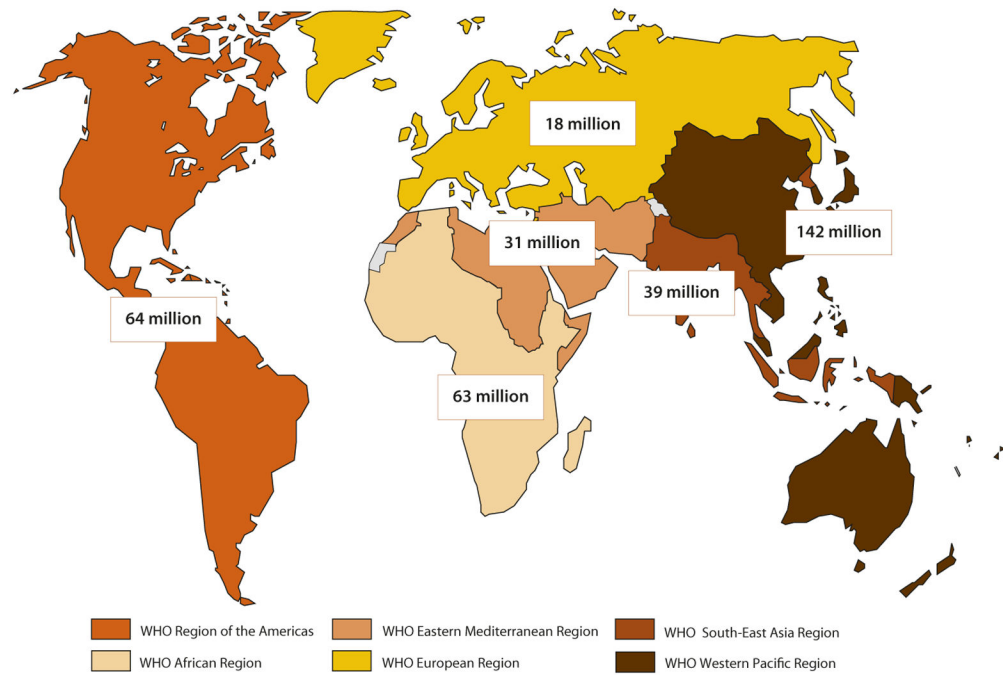 18 million
31 million
142 million
39 million
64 million
63 million
WHO Region of the Americas
WHO Eastern Mediterranean Region
WHO South-East Asia Region
WHO African Region
WHO European Region
WHO Western Pacific Region